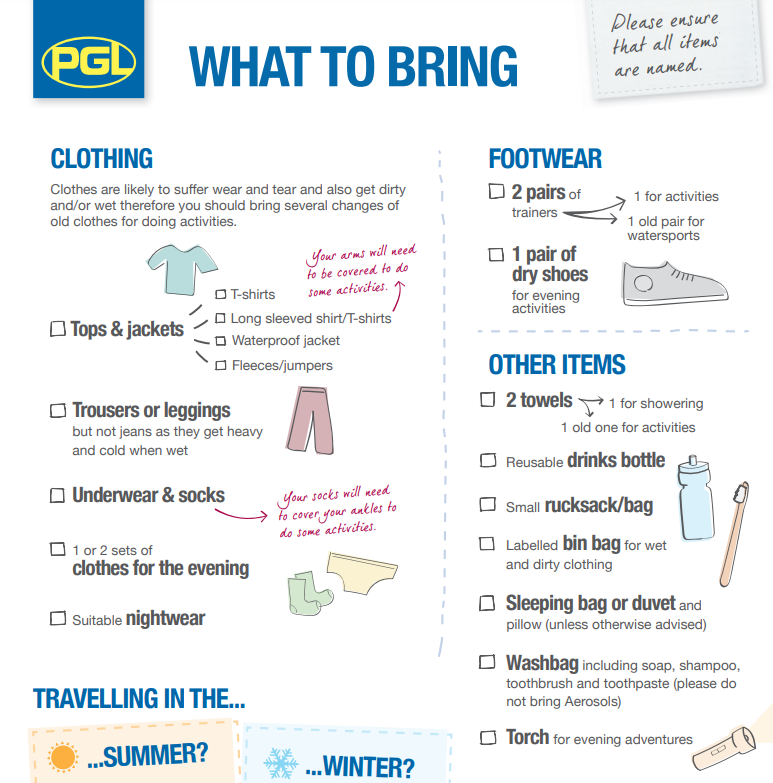 PGL
WHAT TO BRING
Please ensure
that all items
are named.
CLOTHING
Clothes are likely to suffer wear and tear and also get dirty
and/or wet therefore you should bring several changes of
old clothes for doing activities.
Your arms will need
to be covered to do
some activities.
Tops & jackets
T-shirts
Long sleeved shirt/T-shirts
Waterproof jacket
Fleeces/jumpers
Trousers or leggings
but not jeans as they get heavy
and cold when wet
Underwear & socks
Your socks will need
to cover your ankles to
do some activities.
1 or 2 sets of
clothes for the evening
Suitable nightwear
FOOTWEAR
2 pairs of
trainers
1 for activities
1 old pair for
watersports
1 pair of
dry shoes
for evening
activities
OTHER ITEMS
2 towels
1 for showering
1 old one for activities
Reusable drinks bottle
Small rucksack/bag
Labelled bin bag for wet
and dirty clothing
Sleeping bag or duvet and
pillow (unless otherwise advised)
Washbag including soap, shampoo,
toothbrush and toothpaste (please do
not bring Aerosols)
Torch for evening adventures
TRAVELLING IN THE...
...SUMMER?
...WINTER?